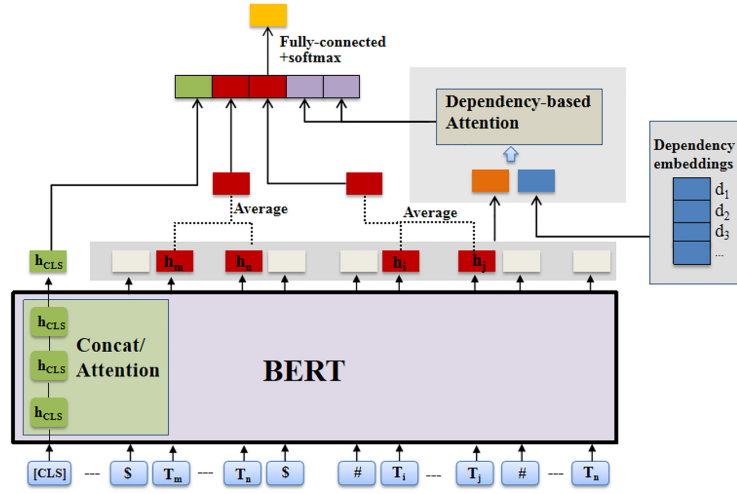 Fully-connected
+softmax
Dependency-based
Attention
Dependency
embeddings
d1
d2
d3
...
Average
Average
hCLS
hm
hn
hi
hj
hCLS
hCLS
hCLS
Concat/
Attention
BERT
[CLS] --- $ Tm --- Tn $ # Ti --- Tj # --- Tn